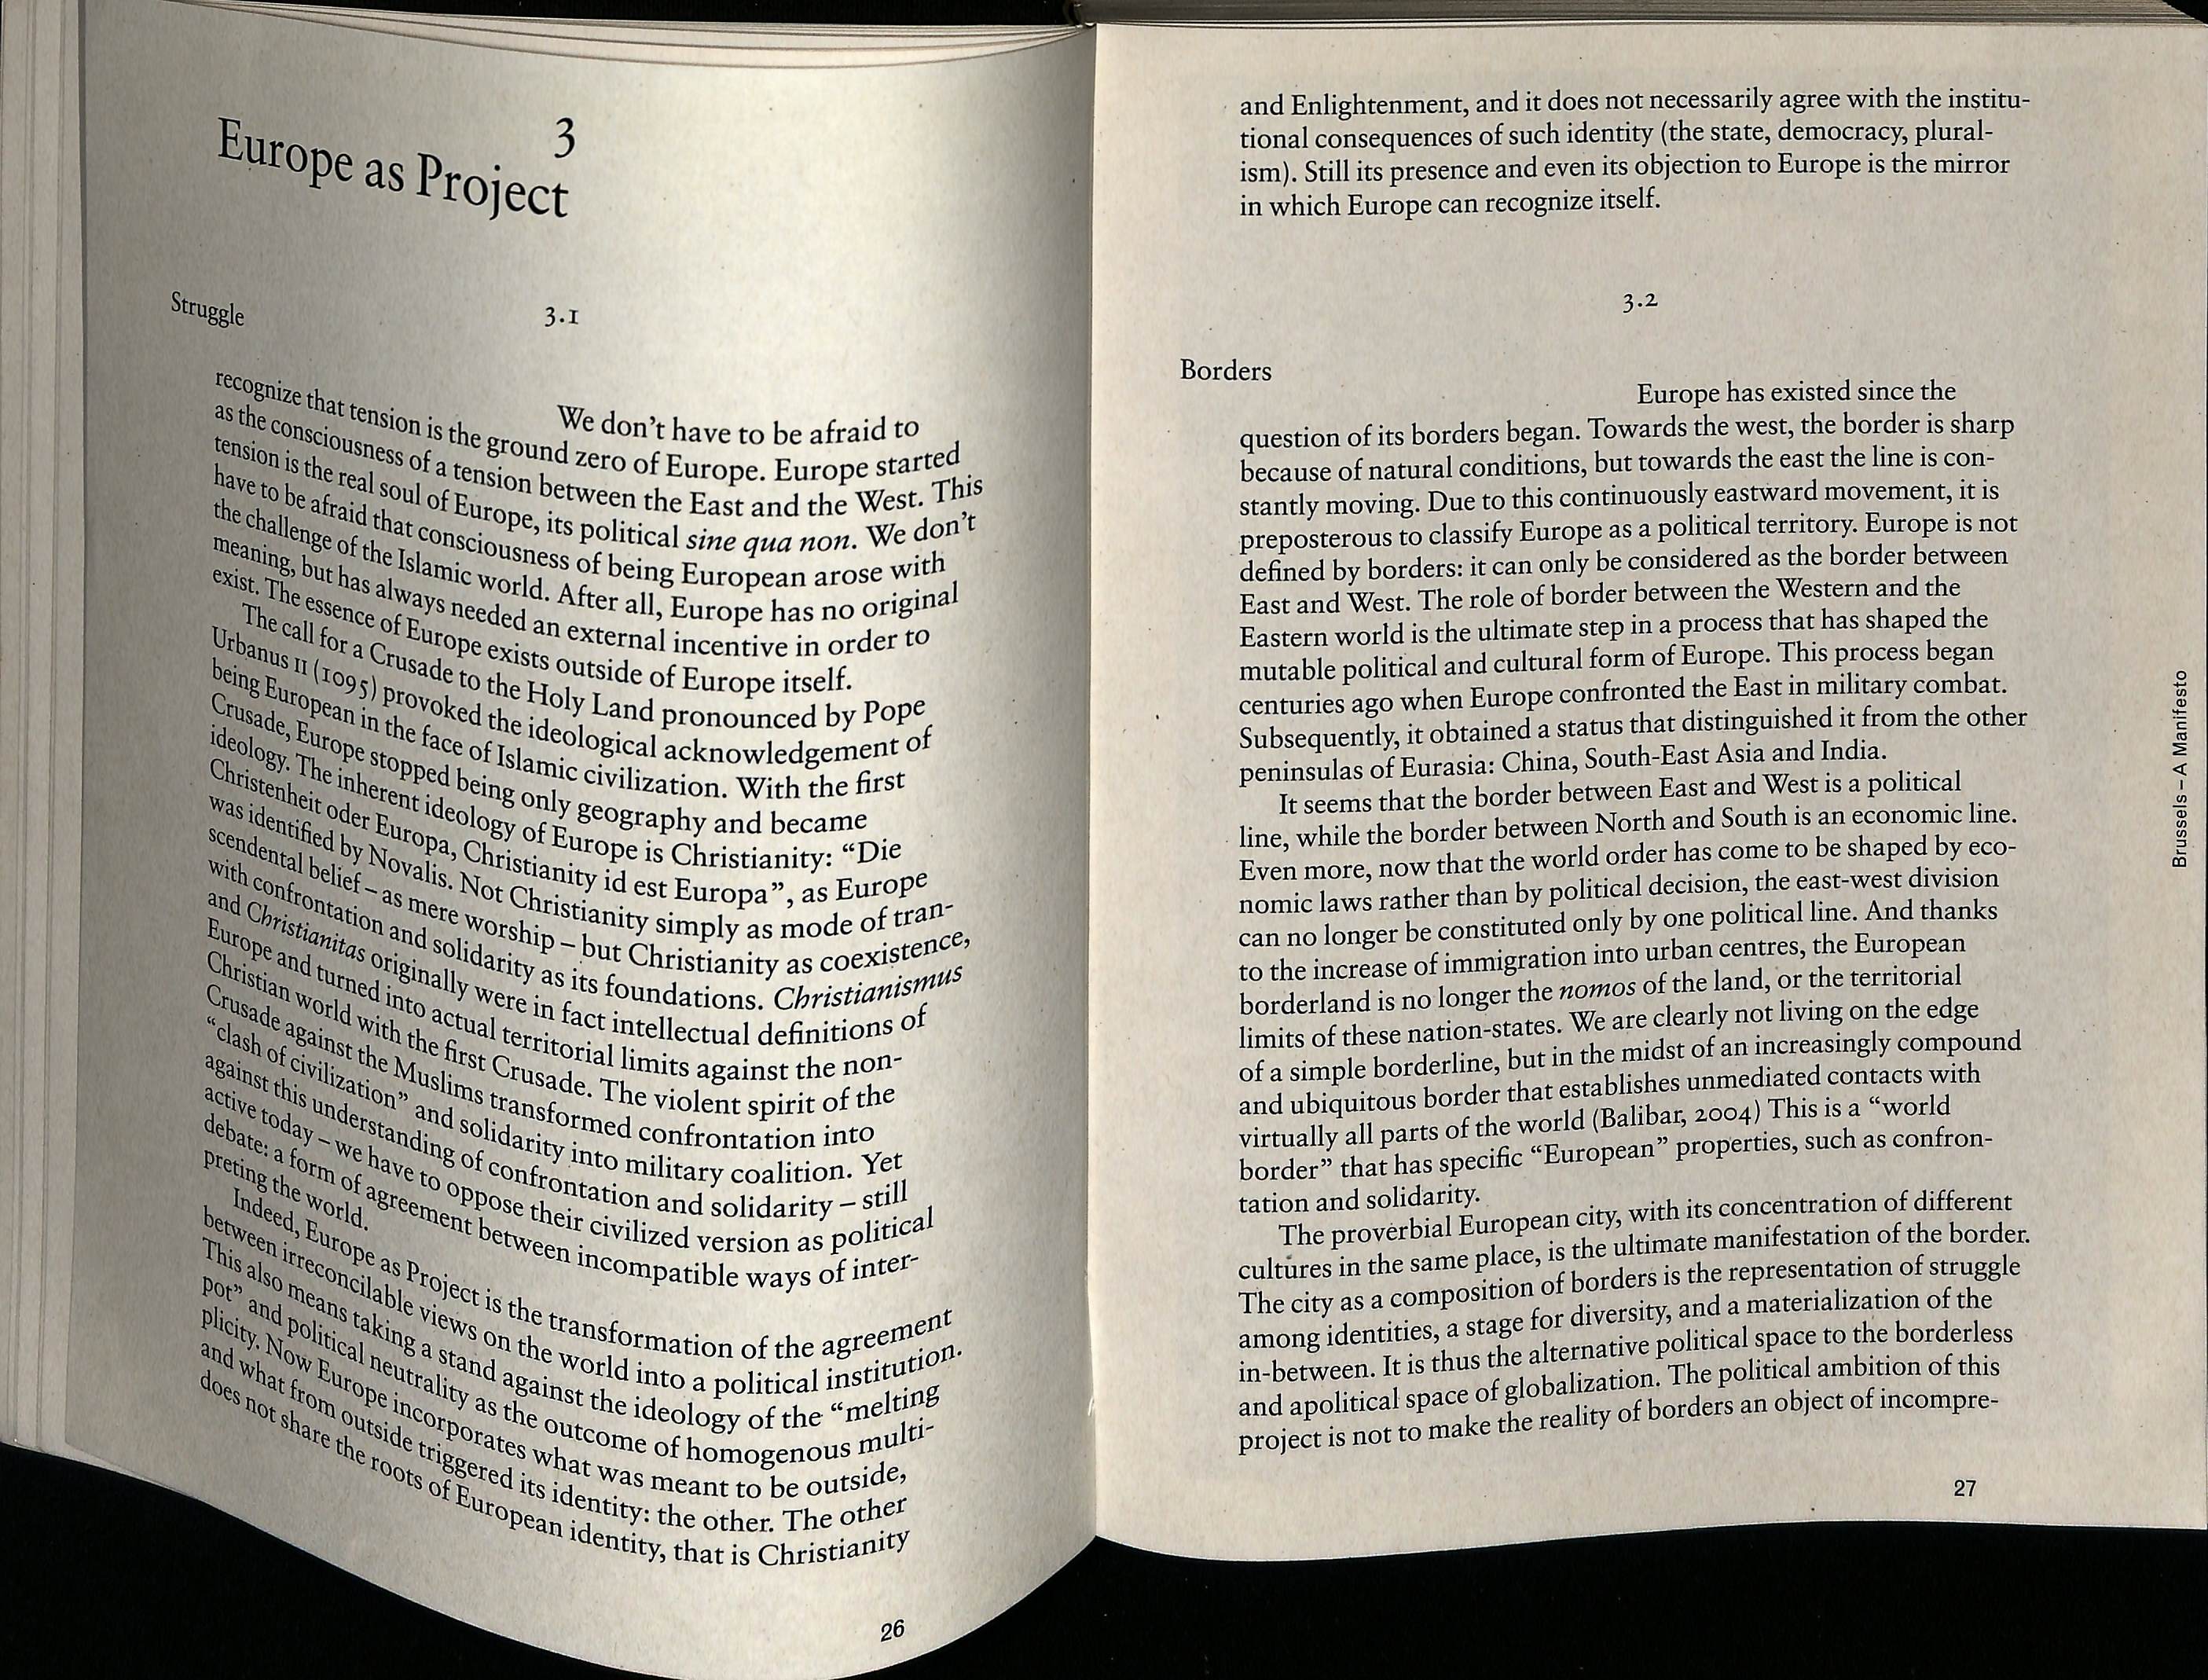 3
Europe as Project
Struggle
3.1
We don't have to be afraid to
recognize that tension is the ground zero of Europe. Europe started
as the consciousness of a tension between the East and the West. This
tension is the real soul of Europe, its political sine qua non. We don't
have to be afraid that consciousness of being European arose with
the challenge of the Islamic world. After all, Europe has no original
meaning, but has always needed an external incentive in order to
exist. The essence of Europe exists outside of Europe itself.
The call for a Crusade to the Holy Land pronounced by Pope
Urbanus II (1095) provoked the ideological acknowledgement of
being European in the face of Islamic civilization. With the first
Crusade, Europe stopped being only geography and became
ideology. The inherent ideology of Europe is Christianity: “Die
Christenheit oder Europa, Christianity id est Europa”, as Europe
was identified by Novalis. Not Christianity simply as mode of tran-
scendental belief – as mere worship – but Christianity as coexistence,
with confrontation and solidarity as its foundations. Christianismus
and Christianitas originally were in fact intellectual definitions of
Europe and turned into actual territorial limits against the non-
Christian world with the first Crusade. The violent spirit of the
Crusade against the Muslims transformed confrontation into
“clash of civilization” and solidarity into military coalition. Yet
against this understanding of confrontation and solidarity – still
active today – we have to oppose their civilized version as political
debate: a form of agreement between incompatible ways of inter-
preting the world.
Indeed, Europe as Project is the transformation of the agreement
between irreconcilable views on the world into a political institution.
This also means taking a stand against the ideology of the “melting
pot” and political neutrality as the outcome of homogenous multi-
plicity. Now Europe incorporates what was meant to be outside,
and what from outside triggered its identity: the other. The other
does not share the roots of European identity, that is Christianity
26
and Enlightenment, and it does not necessarily agree with the institu-
tional consequences of such identity (the state, democracy, plural-
ism). Still its presence and even its objection to Europe is the mirror
in which Europe can recognize itself.
3.2
Borders
Europe has existed since the
question of its borders began. Towards the west, the border is sharp
because of natural conditions, but towards the east the line is con-
stantly moving. Due to this continuously eastward movement, it is
preposterous to classify Europe as a political territory. Europe is not
defined by borders: it can only be considered as the border between
East and West. The role of border between the Western and the
Eastern world is the ultimate step in a process that has shaped the
mutable political and cultural form of Europe. This process began
centuries ago when Europe confronted the East in military combat.
Subsequently, it obtained a status that distinguished it from the other
peninsulas of Eurasia: China, South-East Asia and India.
It seems that the border between East and West is a political
line, while the border between North and South is an economic line.
Even more, now that the world order has come to be shaped by eco-
nomic laws rather than by political decision, the east-west division
can no longer be constituted only by one political line. And thanks
to the increase of immigration into urban centres, the European
borderland is no longer the nomos of the land, or the territorial
limits of these nation-states. We are clearly not living on the edge
of a simple borderline, but in the midst of an increasingly compound
and ubiquitous border that establishes unmediated contacts with
virtually all parts of the world (Balibar, 2004) This is a “world
border” that has specific “European” properties, such as confron-
tation and solidarity.
The proverbial European city, with its concentration of different
cultures in the same place, is the ultimate manifestation of the border.
The city as a composition of borders is the representation of struggle
among identities, a stage for diversity, and a materialization of the
in-between. It is thus the alternative political space to the borderless
and apolitical space of globalization. The political ambition of this
project is not to make the reality of borders an object of incompre-
27
Brussels – A Manifesto